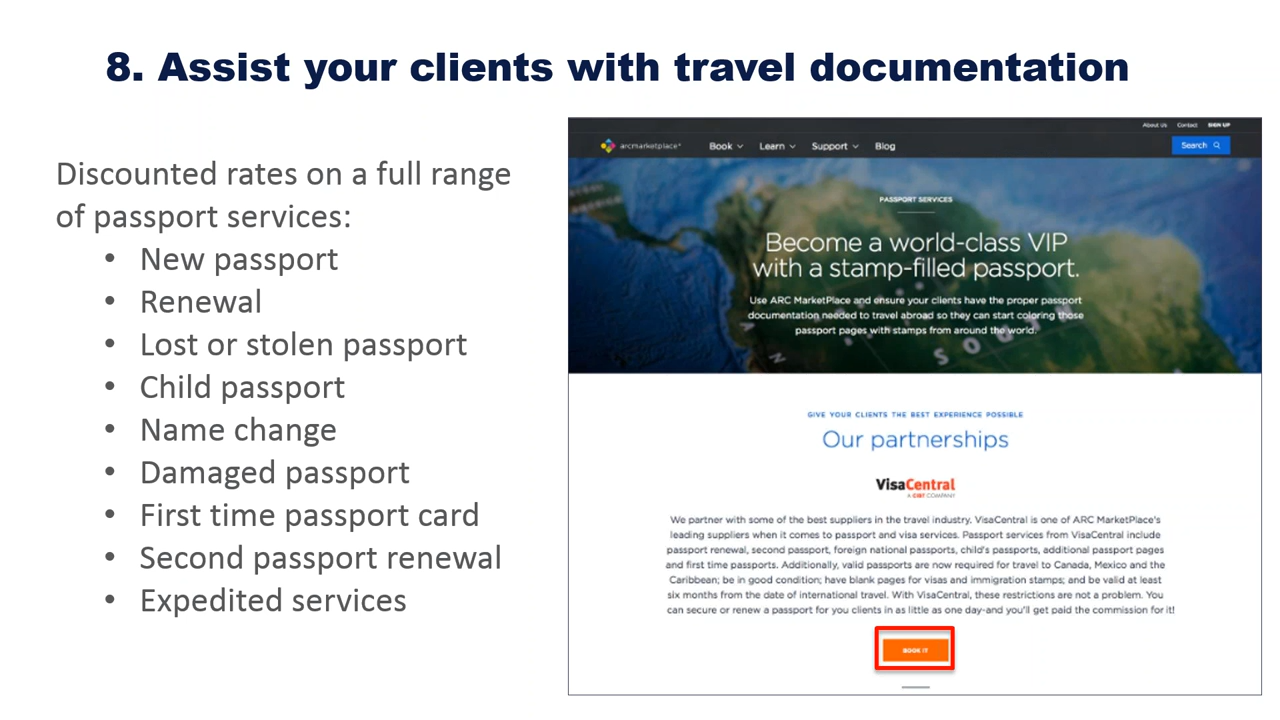 8. Assist your clients with travel documentation
Discounted rates on a full range
of passport services:
• New passport
• Renewal
• Lost or stolen passport
• Child passport
• Name change
• Damaged passport
• First time passport card
• Second passport renewal
• Expedited services
About Us Contact SIGN UP
arcmarketplace Book Learn Support Blog Search
PASSPORT SERVICES
Become a world-class VIP
with a stamp-filled passport.
Use ARC MarketPlace and ensure your clients have the proper passport
documentation needed to travel abroad so they can start coloring those
passport pages with stamps from around the world.
N S O U
GIVE YOUR CLIENTS THE BEST EXPERIENCE POSSIBLE
Our partnerships
VisaCentral
A CIBT COMPANY
We partner with some of the best suppliers in the travel industry. VisaCentral is one of ARC MarketPlace's
leading suppliers when it comes to passport and visa services. Passport services from VisaCentral include
passport renewal, second passport, foreign national passports, child's passports, additional passport pages
and first time passports. Additionally, valid passports are now required for travel to Canada, Mexico and the
Caribbean; be in good condition; have blank pages for visas and immigration stamps; and be valid at least
six months from the date of international travel. With VisaCentral, these restrictions are not a problem. You
can secure or renew a passport for you clients in as little as one day-and you'll get paid the commission for it!
BOOK IT